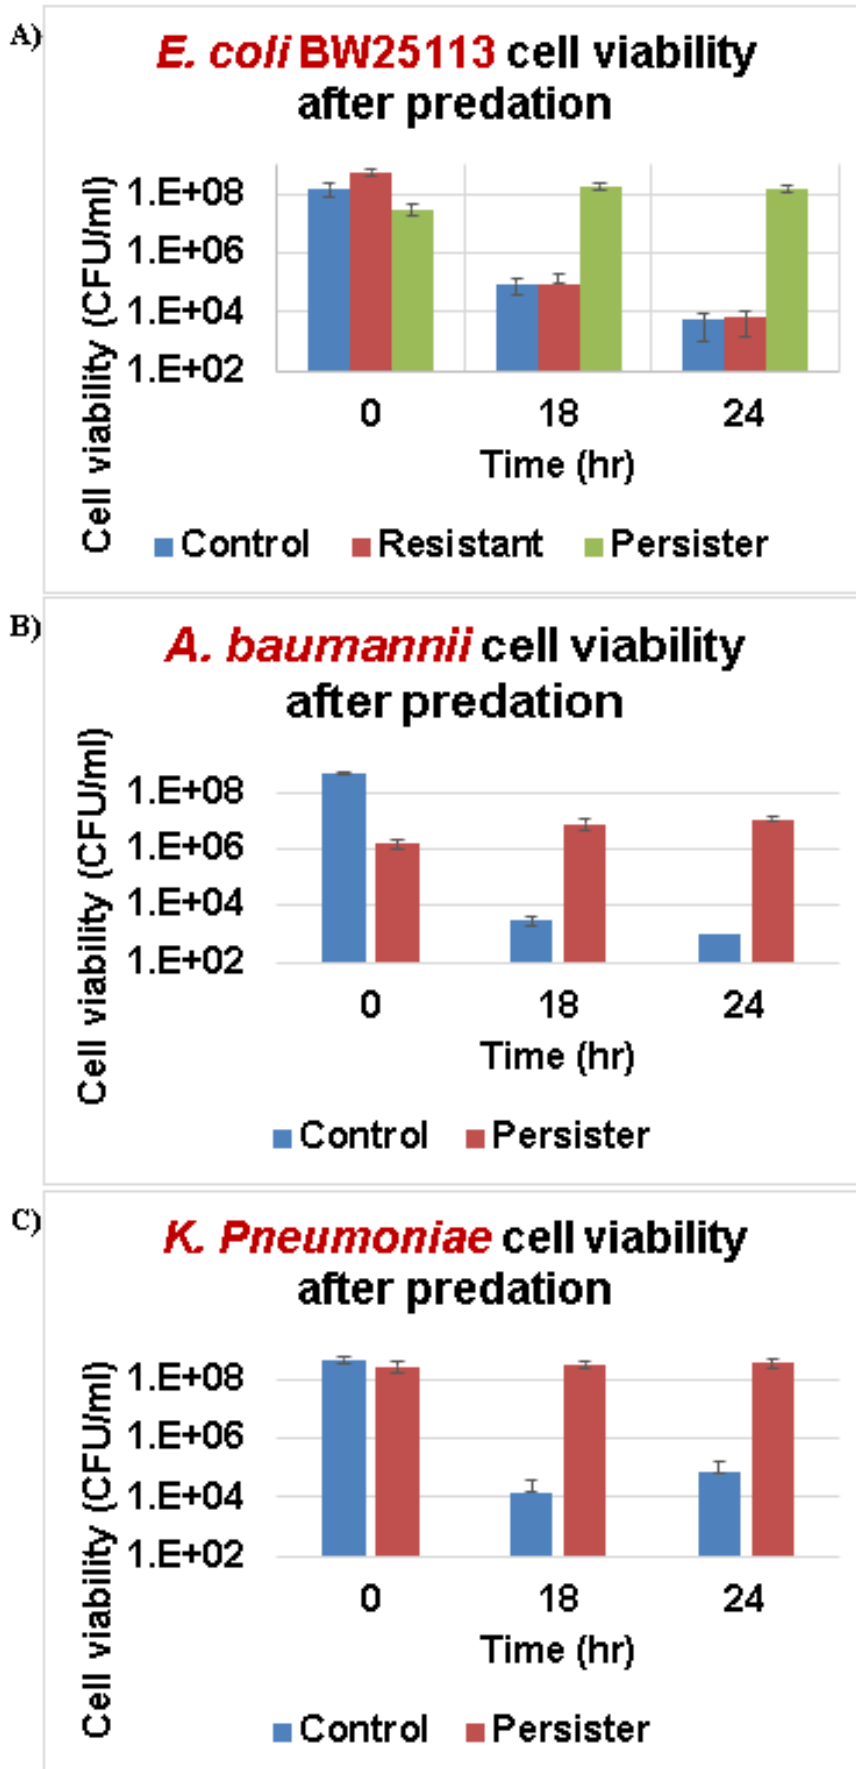 A)
E. coli BW25113 cell viability
after predation
Cell viability (CFU/ml)
1.E+08
1.E+06
1.E+04
1.E+02
0 18 24
Time (hr)
Control Resistant Persister
B)
A. baumannii cell viability
after predation
Cell viability (CFU/ml)
1.E+08
1.E+06
1.E+04
1.E+02
0 18 24
Time (hr)
Control Persister
C)
K. Pneumoniae cell viability
after predation
Cell viability (CFU/ml)
1.E+08
1.E+06
1.E+04
1.E+02
0 18 24
Time (hr)
Control Persister